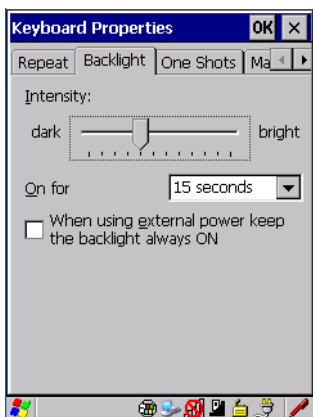 Keyboard Properties OK ×
Repeat Backlight One Shots Ma
Intensity:
dark bright
On for 15 seconds
When using external power keep
the backlight always ON